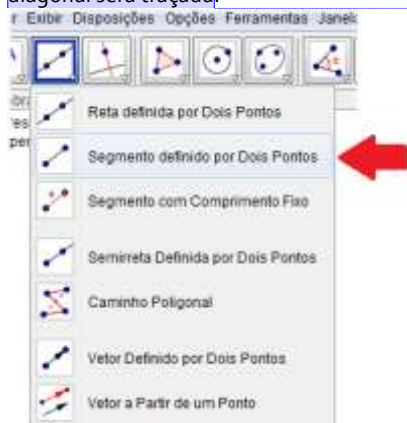 diagonal será traçada.
r Exibir Disposições Opções Ferramentas Janela
Reta definida por Dois Pontos
Segmento definido por Dois Pontos
Segmento com Comprimento Fixo
Semirreta Definida por Dois Pontos
Caminho Poligonal
Vetor Definido por Dois Pontos
Vetor a Partir de um Ponto